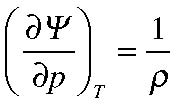 (∂Ψ/∂p)_T = 1/ρ